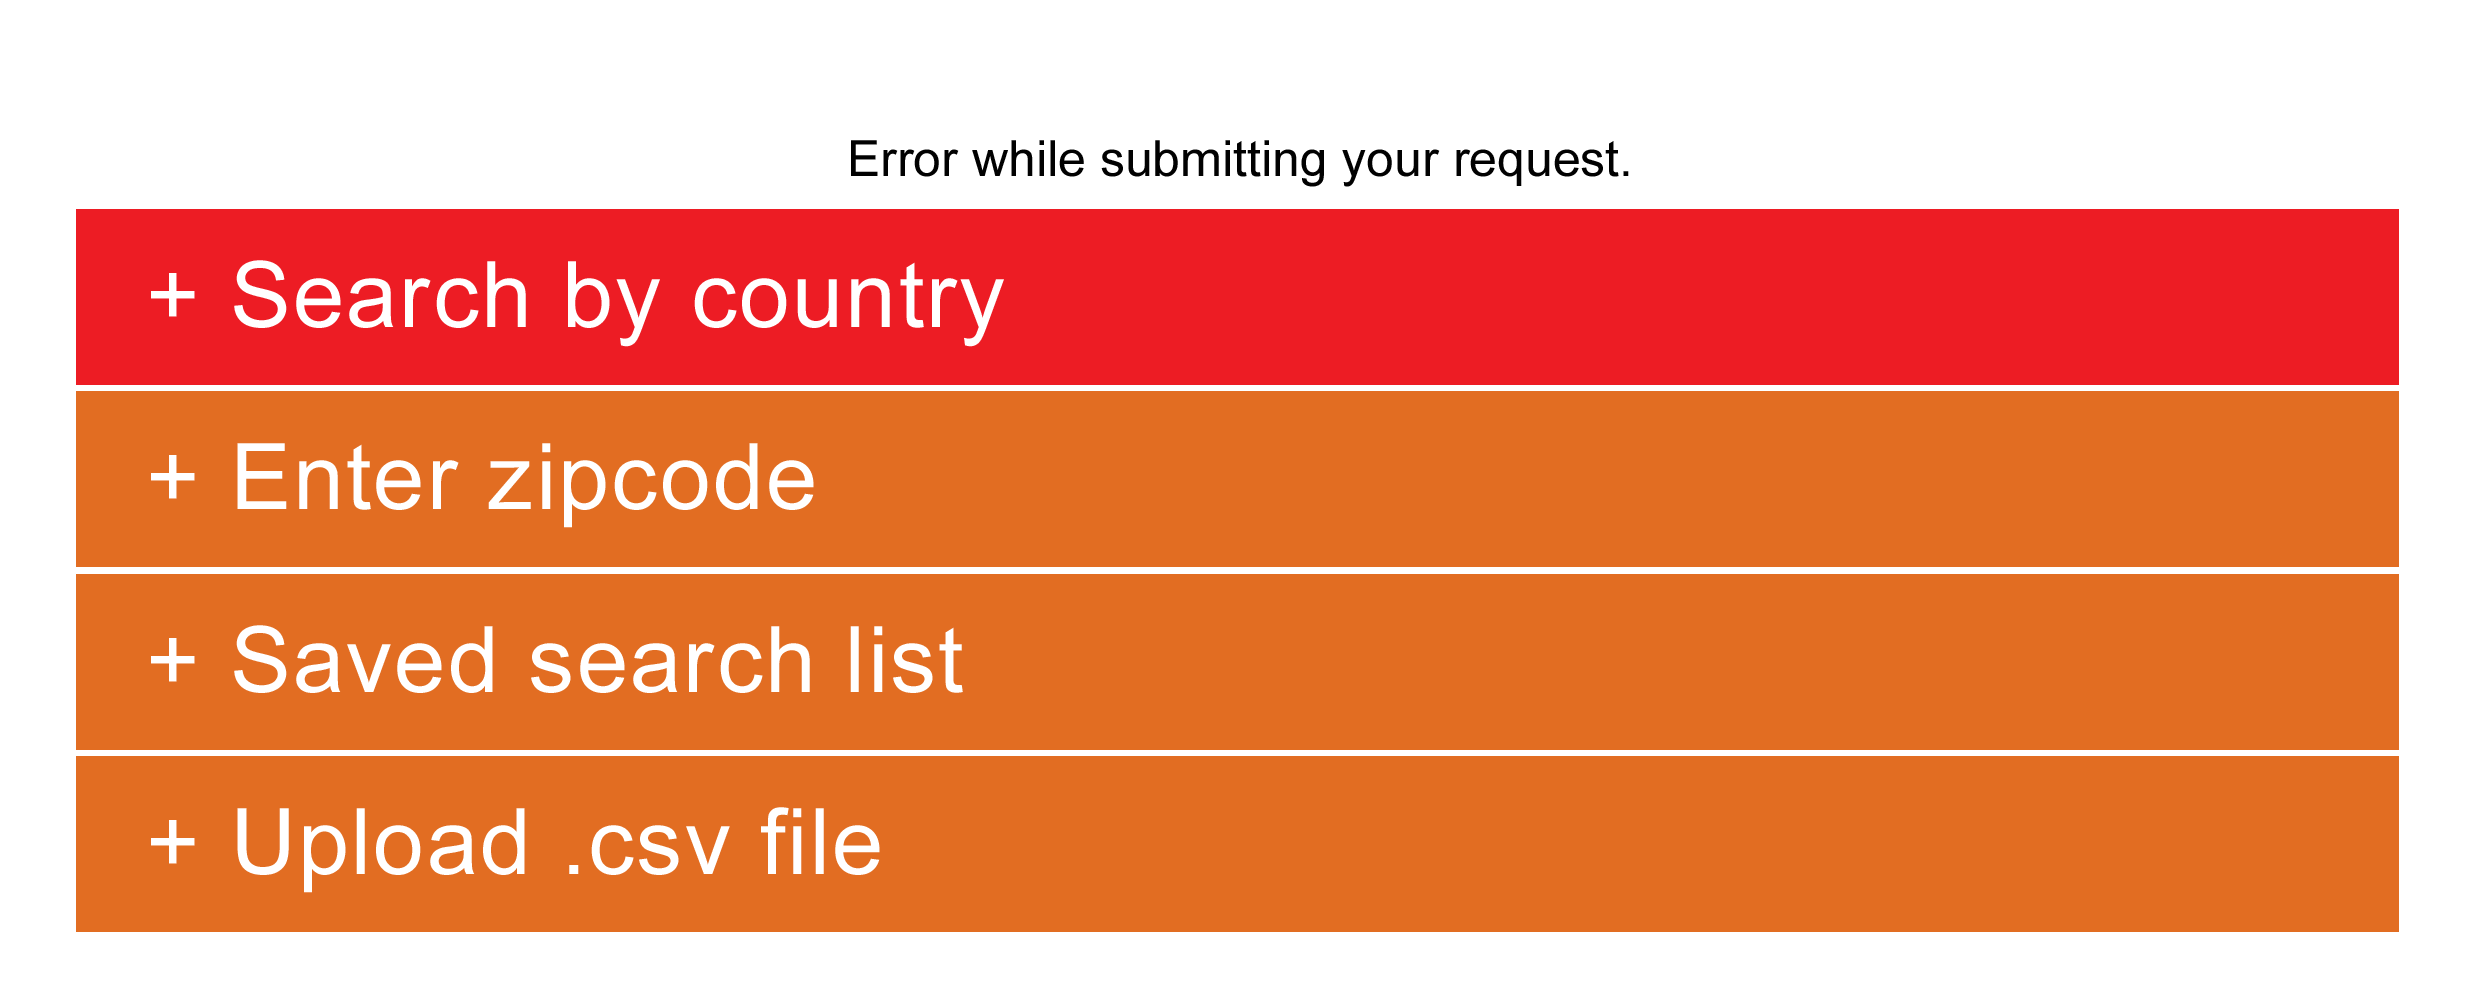 Error while submitting your request.
+ Search by country
+ Enter zipcode
+ Saved search list
+ Upload .csv file